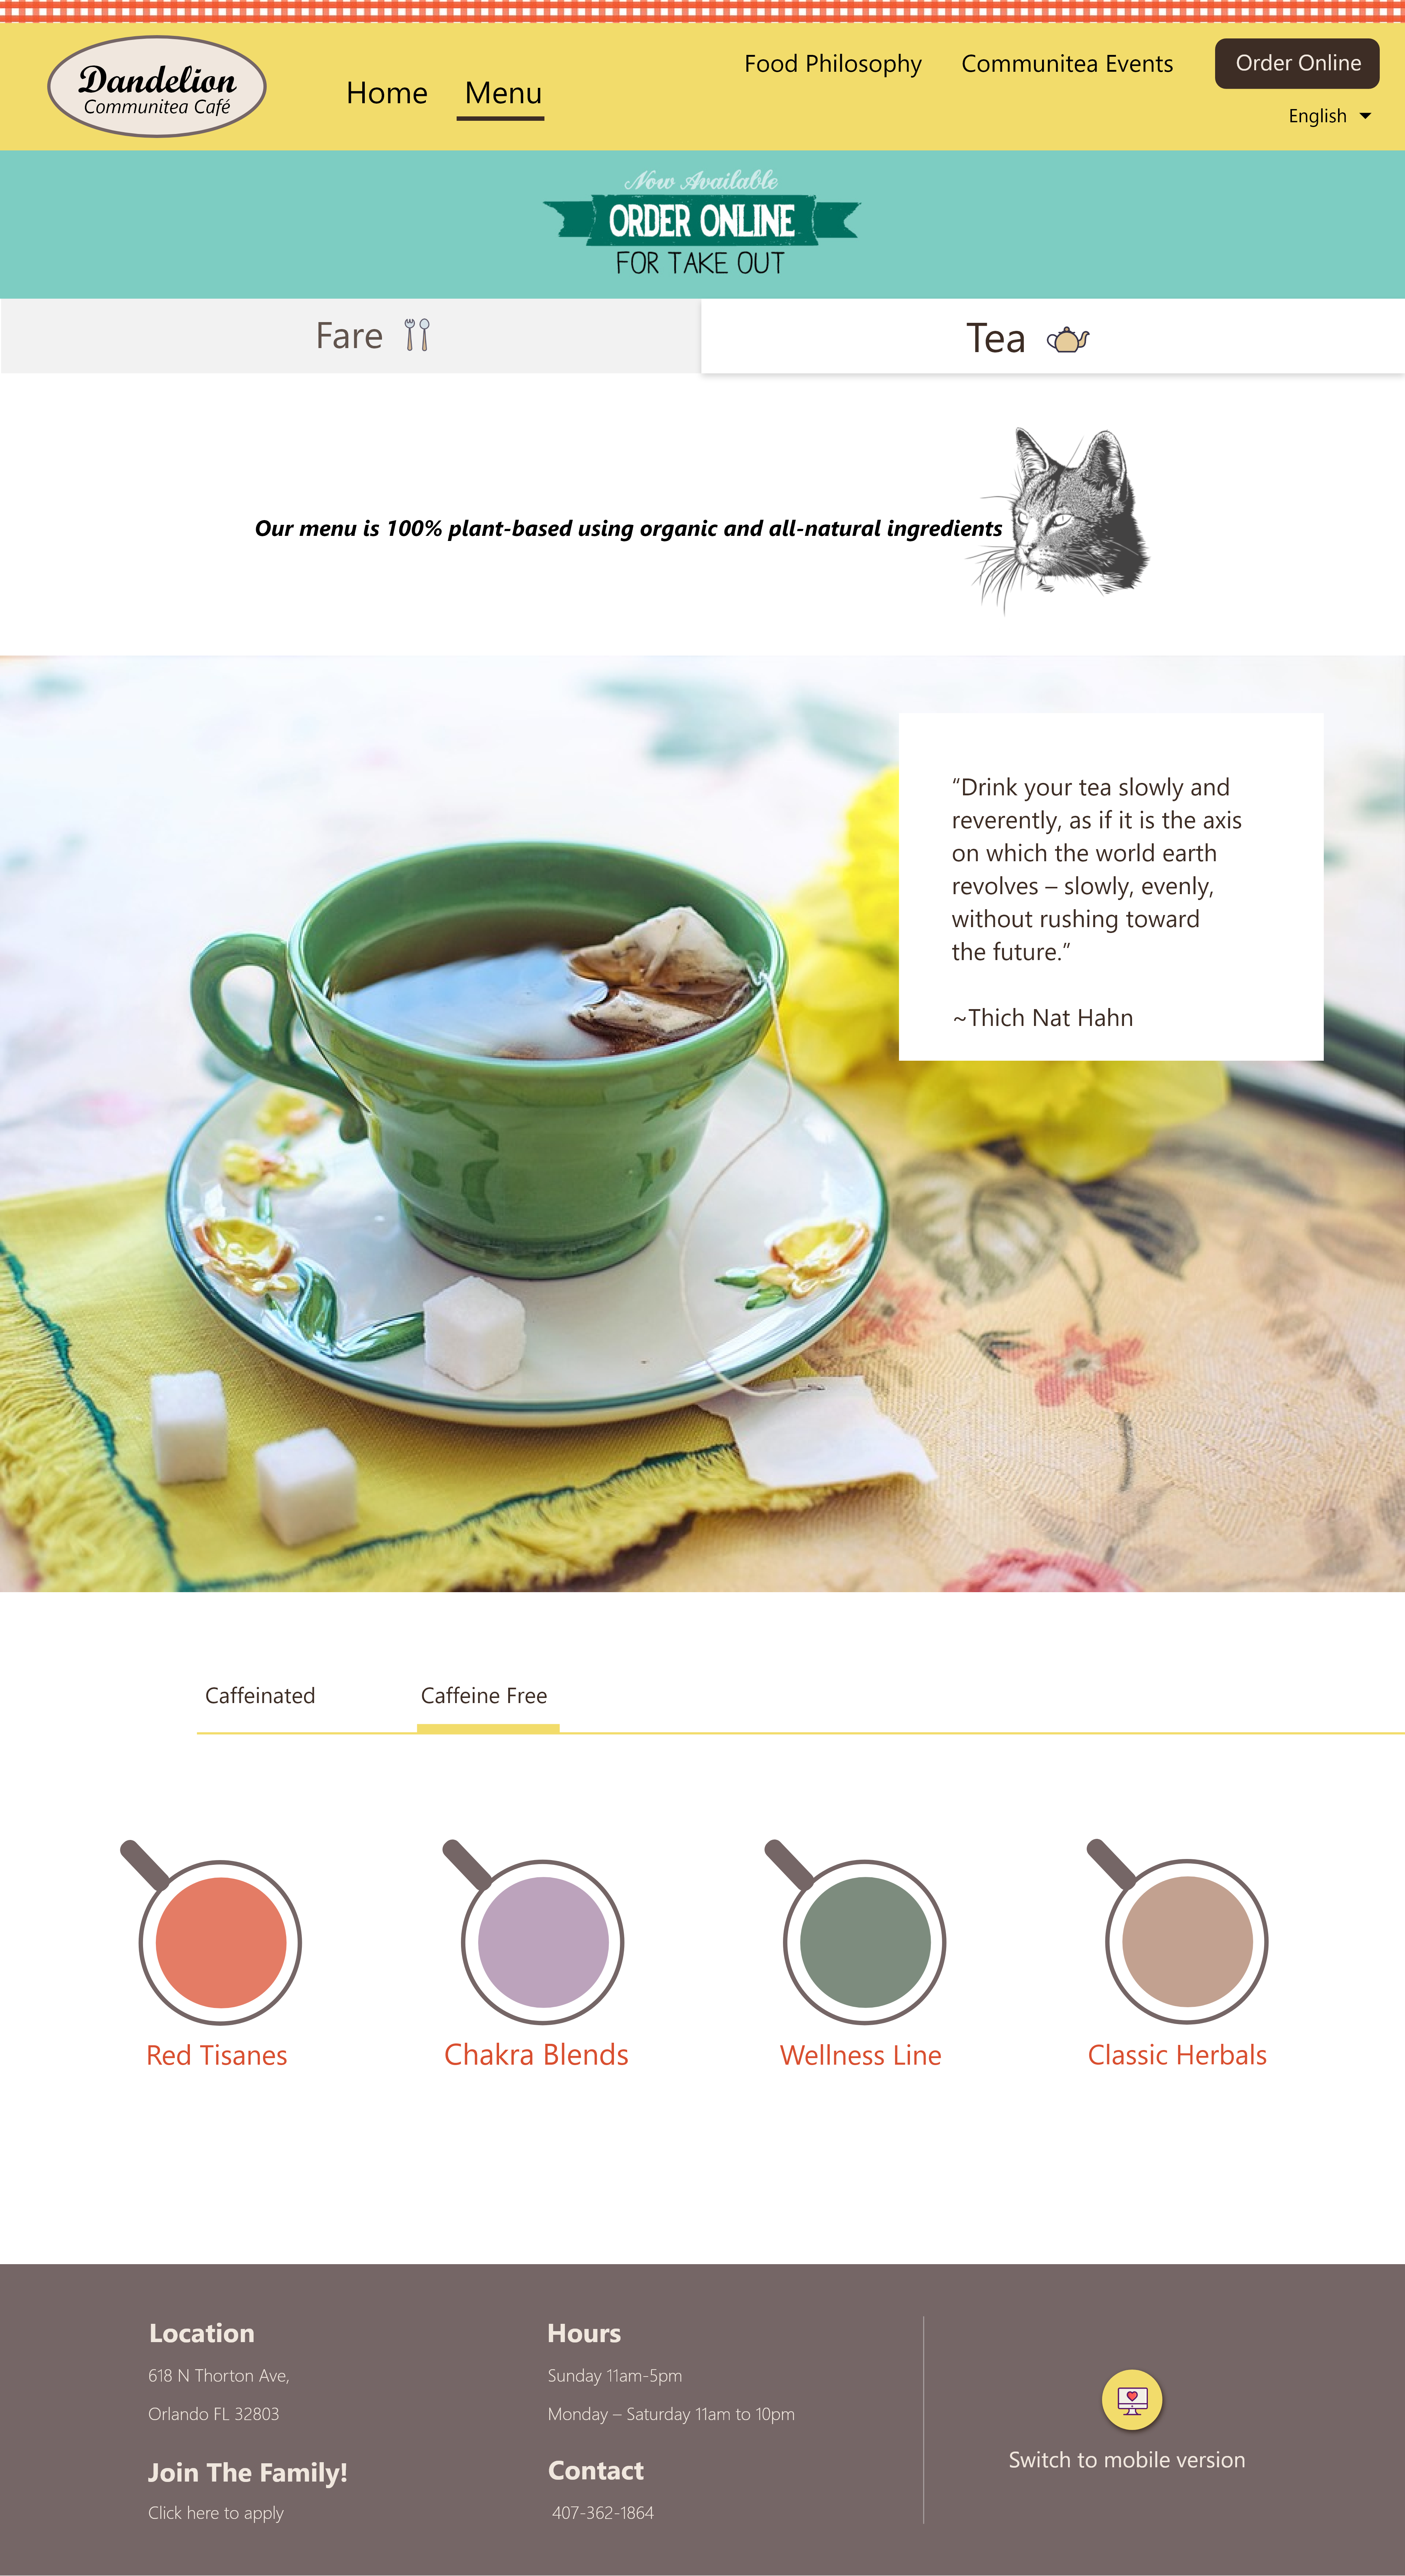 Dandelion
Communitea Café
Home Menu
Food Philosophy Communitea Events Order Online
English
Now Available
ORDER ONLINE
FOR TAKE OUT
Fare
Tea
Our menu is 100% plant-based using organic and all-natural ingredients
“Drink your tea slowly and
reverently, as if it is the axis
on which the world earth
revolves – slowly, evenly,
without rushing toward
the future.”
~Thich Nat Hahn
Caffeinated Caffeine Free
Red Tisanes
Chakra Blends
Wellness Line
Classic Herbals
Location
618 N Thorton Ave,
Orlando FL 32803
Join The Family!
Click here to apply
Hours
Sunday 11am-5pm
Monday – Saturday 11am to 10pm
Contact
407-362-1864
Switch to mobile version